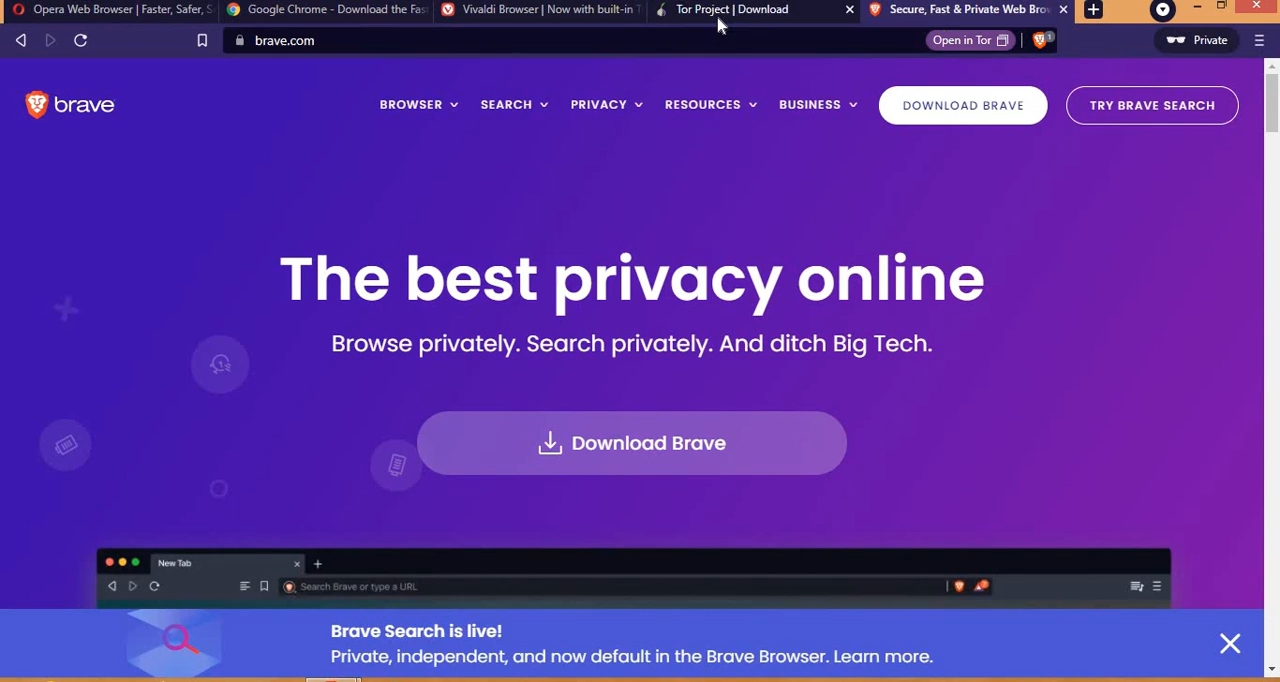 Opera Web Browser | Faster, Safer, S
Google Chrome - Download the Fas
Vivaldi Browser | Now with built-in T
Tor Project | Download
Secure, Fast & Private Web Brow
brave.com
Open in Tor
1
Private
brave
BROWSER
SEARCH
PRIVACY
RESOURCES
BUSINESS
DOWNLOAD BRAVE
TRY BRAVE SEARCH
The best privacy online
Browse privately. Search privately. And ditch Big Tech.
Download Brave
New Tab
Search Brave or type a URL
Brave Search is live!
Private, independent, and now default in the Brave Browser. Learn more.